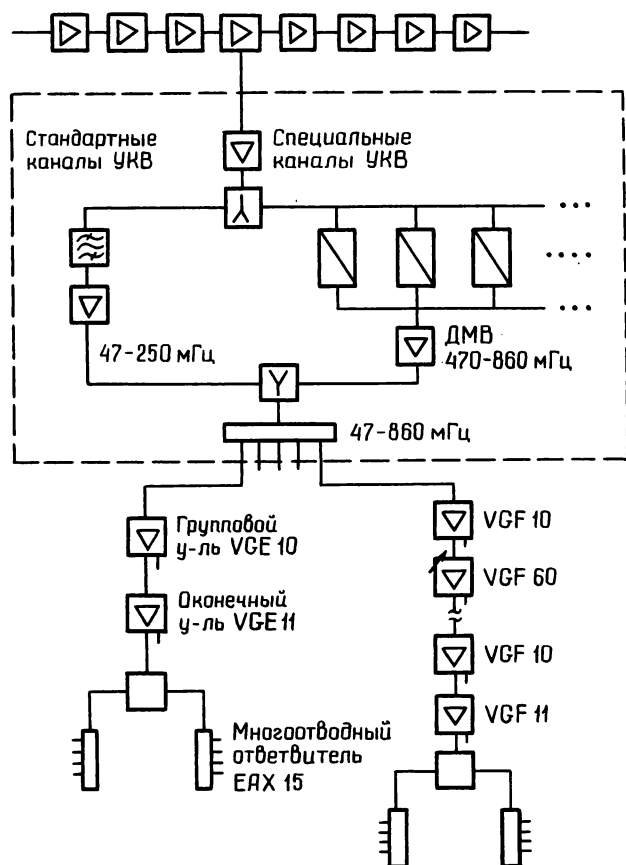 Стандартные
каналы УКВ
Специальные
каналы УКВ
ДМВ
470-860 мГц
47-250 мГц
47-860 мГц
Групповой
у-ль VGE 10
Оконечный
у-ль VGE 11
Многоотводный
ответвитель
EAX 15
VGF 10
VGF 60
VGF 10
VGF 11